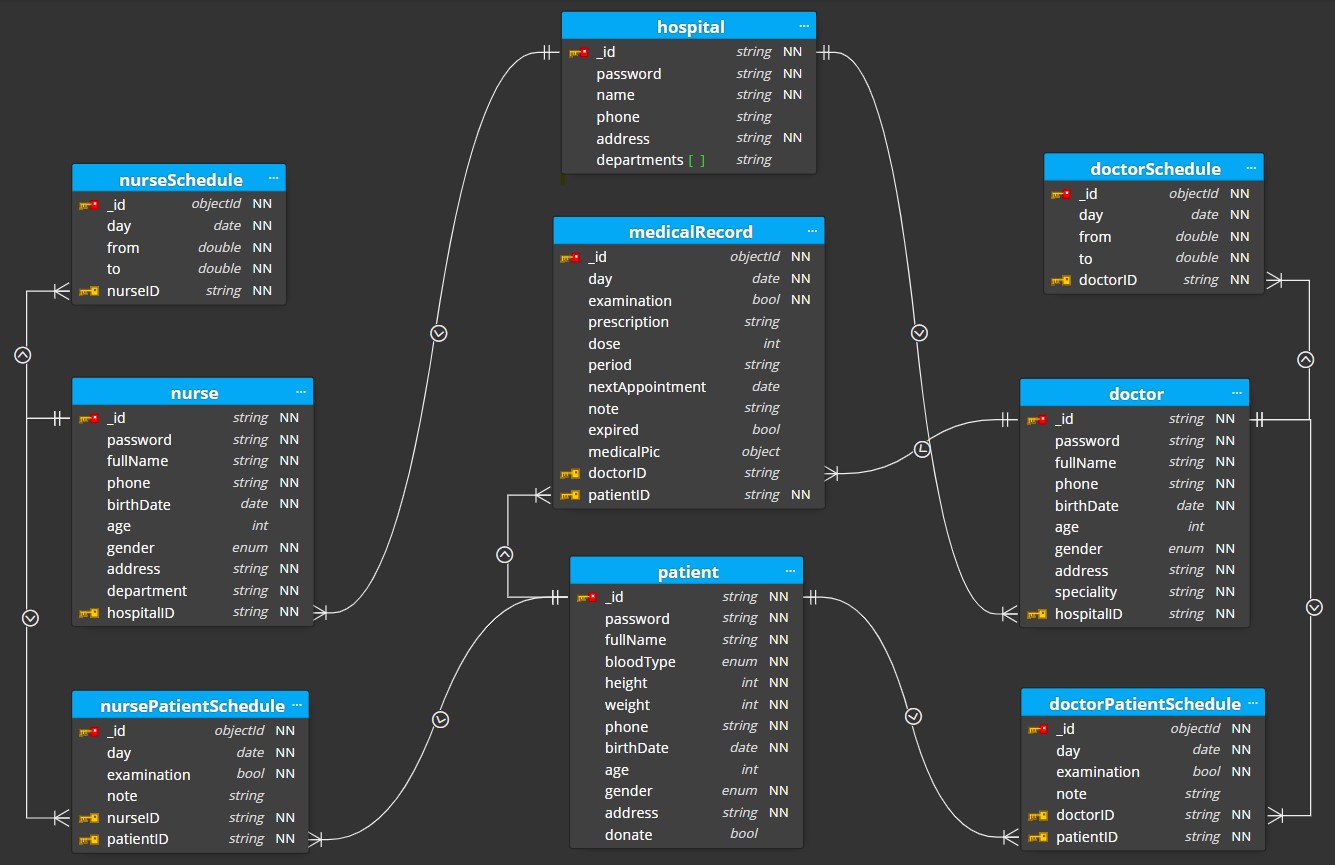 hospital ...
_id string NN
password string NN
name string NN
phone string
address string NN
departments [ ] string
nurseSchedule ...
_id objectId NN
day date NN
from double NN
to double NN
nurseID string NN
medicalRecord ...
_id objectId NN
day date NN
examination bool NN
prescription string
dose int
period string
nextAppointment date
note string
expired bool
medicalPic object
doctorID string
patientID string NN
doctorSchedule ...
_id objectId NN
day date NN
from double NN
to double NN
doctorID string NN
nurse ...
_id string NN
password string NN
fullName string NN
phone string NN
birthDate date NN
age int
gender enum NN
address string NN
department string NN
hospitalID string NN
doctor ...
_id string NN
password string NN
fullName string NN
phone string NN
birthDate date NN
age int
gender enum NN
address string NN
speciality string NN
hospitalID string NN
patient ...
_id string NN
password string NN
fullName string NN
bloodType enum NN
height int NN
weight int NN
phone string NN
birthDate date NN
age int
gender enum NN
address string NN
donate bool
nursePatientSchedule ...
_id objectId NN
day date NN
examination bool NN
note string
nurseID string NN
patientID string NN
doctorPatientSchedule ...
_id objectId NN
day date NN
examination bool NN
note string
doctorID string NN
patientID string NN